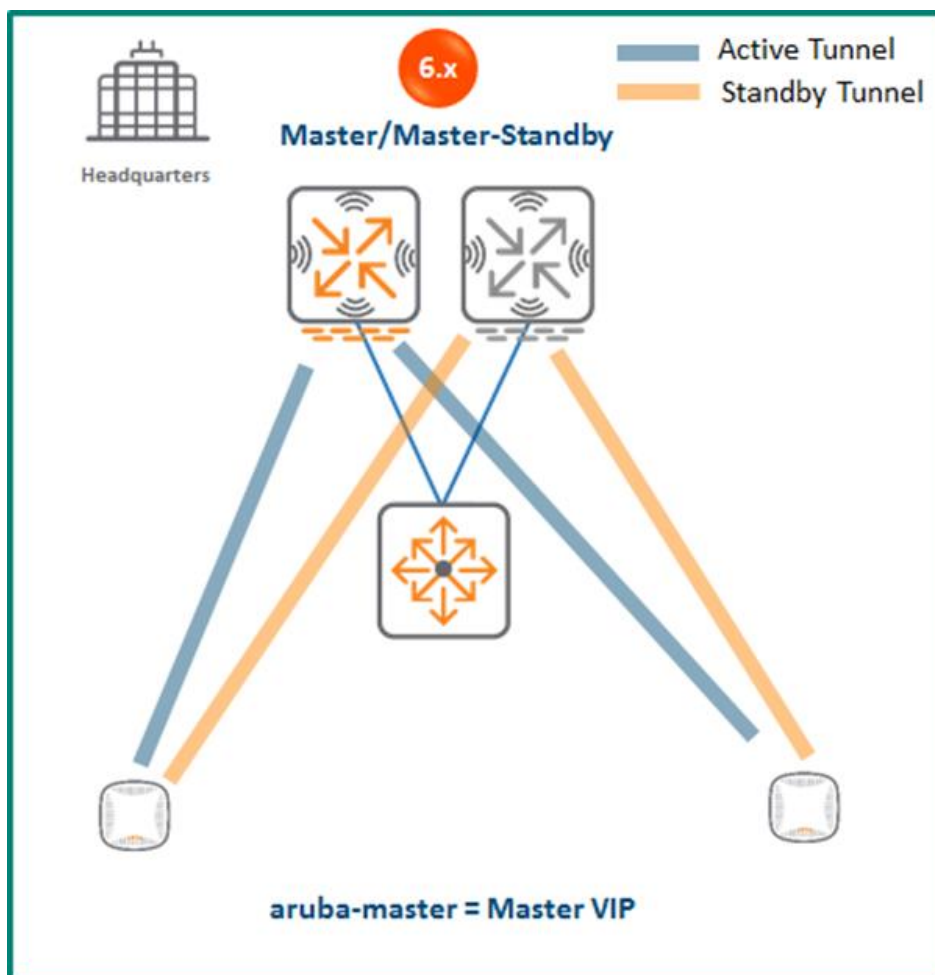 6.x
Active Tunnel
Standby Tunnel
Master/Master-Standby
Headquarters
aruba-master = Master VIP